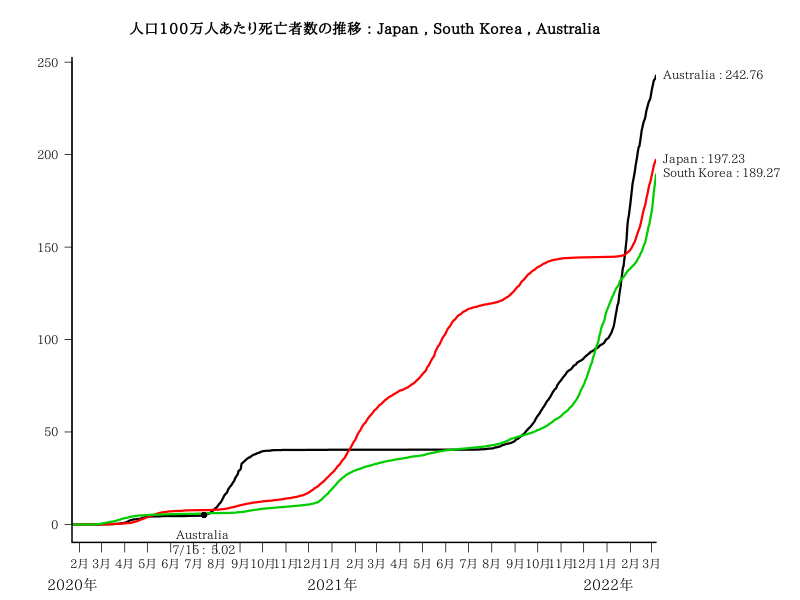 人口100万人あたり死亡者数の推移 : Japan , South Korea , Australia
250
200
150
100
50
0
Australia : 242.76
Japan : 197.23
South Korea : 189.27
Australia
7/16 : 5.02
2月 3月 4月 5月 6月 7月 8月 9月 10月 11月 12月 1月 2月 3月 4月 5月 6月 7月 8月 9月 10月 11月 12月 1月 2月 3月
2020年 2021年 2022年